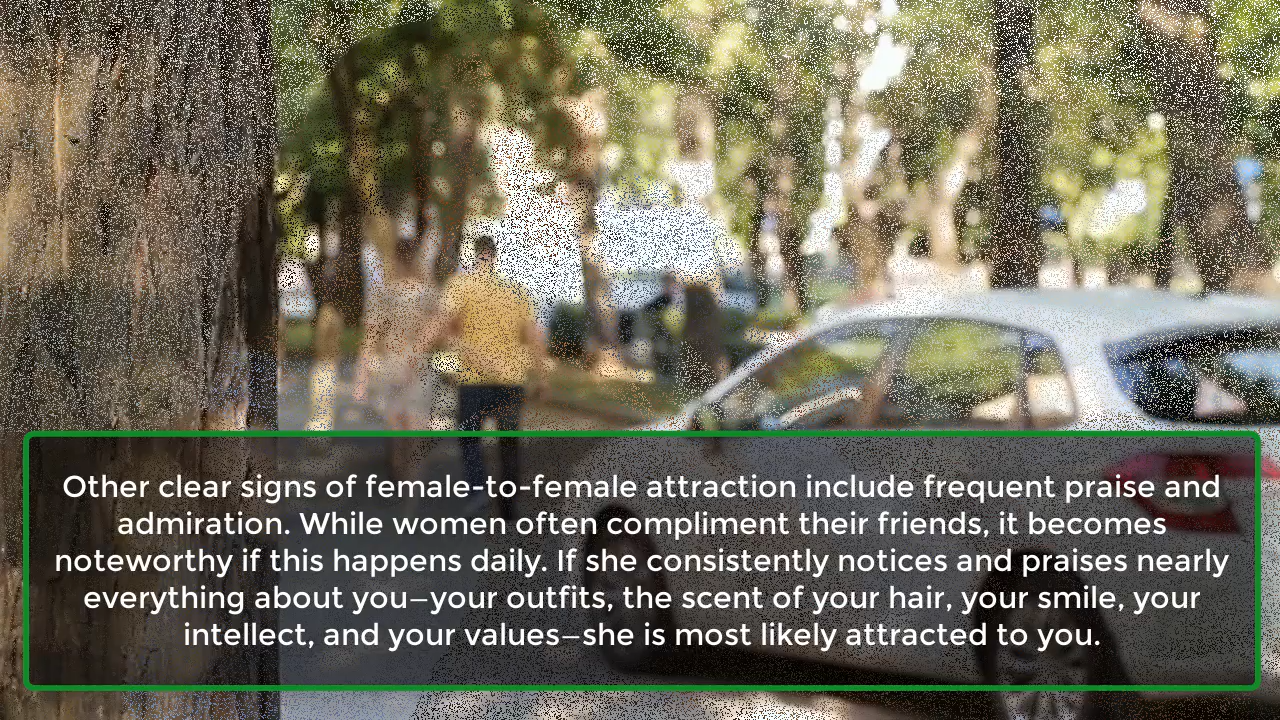 Other clear signs of female-to-female attraction include frequent praise and
admiration. While women often compliment their friends, it becomes
noteworthy if this happens daily. If she consistently notices and praises nearly
everything about you—your outfits, the scent of your hair, your smile, your
intellect, and your values—she is most likely attracted to you.